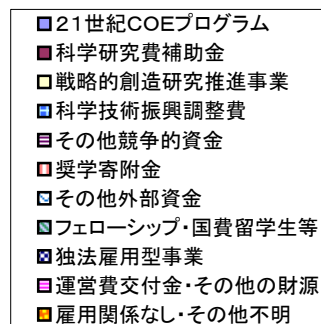 21世紀COEプログラム
科学研究費補助金
戦略的創造研究推進事業
科学技術振興調整費
その他競争的資金
奨学寄附金
その他外部資金
フェローシップ・国費留学生等
独法雇用型事業
運営費交付金・その他の財源
雇用関係なし・その他不明